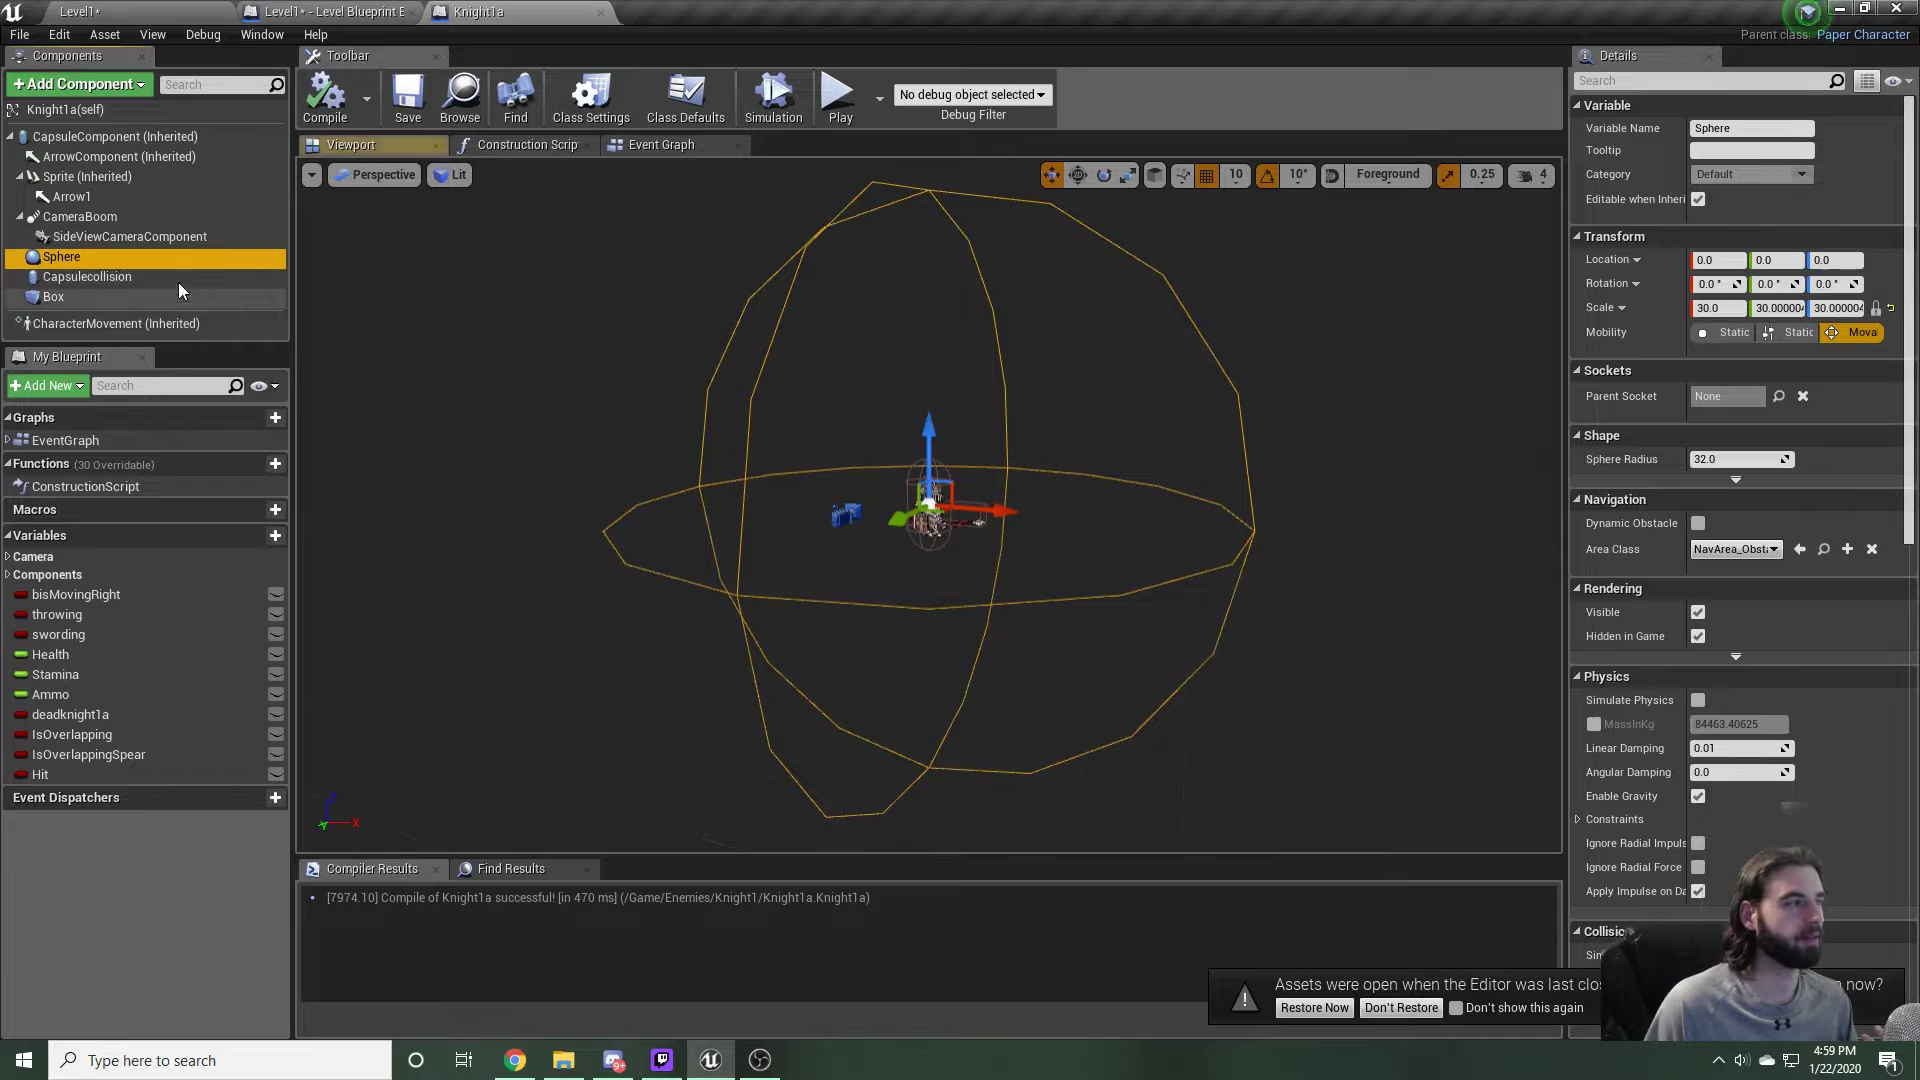 Level1*
Level1* - Level Blueprint E
Knight1a
File Edit Asset View Debug Window Help
Parent class: Paper Character
Components
+ Add Component
Search
Knight1a(self)
CapsuleComponent (Inherited)
ArrowComponent (Inherited)
Sprite (Inherited)
Arrow1
CameraBoom
SideViewCameraComponent
Sphere
Capsulecollision
Box
CharacterMovement (Inherited)
My Blueprint
+ Add New
Search
Graphs
EventGraph
Functions (30 Overridable)
ConstructionScript
Macros
Variables
Camera
Components
bisMovingRight
throwing
swording
Health
Stamina
Ammo
deadknight1a
IsOverlapping
IsOverlappingSpear
Hit
Event Dispatchers
Toolbar
Compile
Save
Browse
Find
Class Settings
Class Defaults
Simulation
Play
No debug object selected
Debug Filter
Viewport
Construction Scrip
Event Graph
Perspective
Lit
10
10°
Foreground
0.25
4
X
Compiler Results
Find Results
[7974.10] Compile of Knight1a successful! [in 470 ms] (/Game/Enemies/Knight1/Knight1a.Knight1a)
Details
Search
Variable
Variable Name Sphere
Tooltip
Category Default
Editable when Inheri
Transform
Location 0.0 0.0 0.0
Rotation 0.0 ° 0.0 ° 0.0 °
Scale 30.0 30.000004 30.000004
Mobility Static Static Mova
Sockets
Parent Socket None
Shape
Sphere Radius 32.0
Navigation
Dynamic Obstacle
Area Class NavArea_Obsta
Rendering
Visible
Hidden in Game
Physics
Simulate Physics
MassInKg 84463.40625
Linear Damping 0.01
Angular Damping 0.0
Enable Gravity
Constraints
Ignore Radial Impuls
Ignore Radial Force
Apply Impulse on Da
Collisic
Sin
Assets were open when the Editor was last clos
n now?
Restore Now
Don't Restore
Don't show this again
Type here to search
9+
4:59 PM
1/22/2020
1